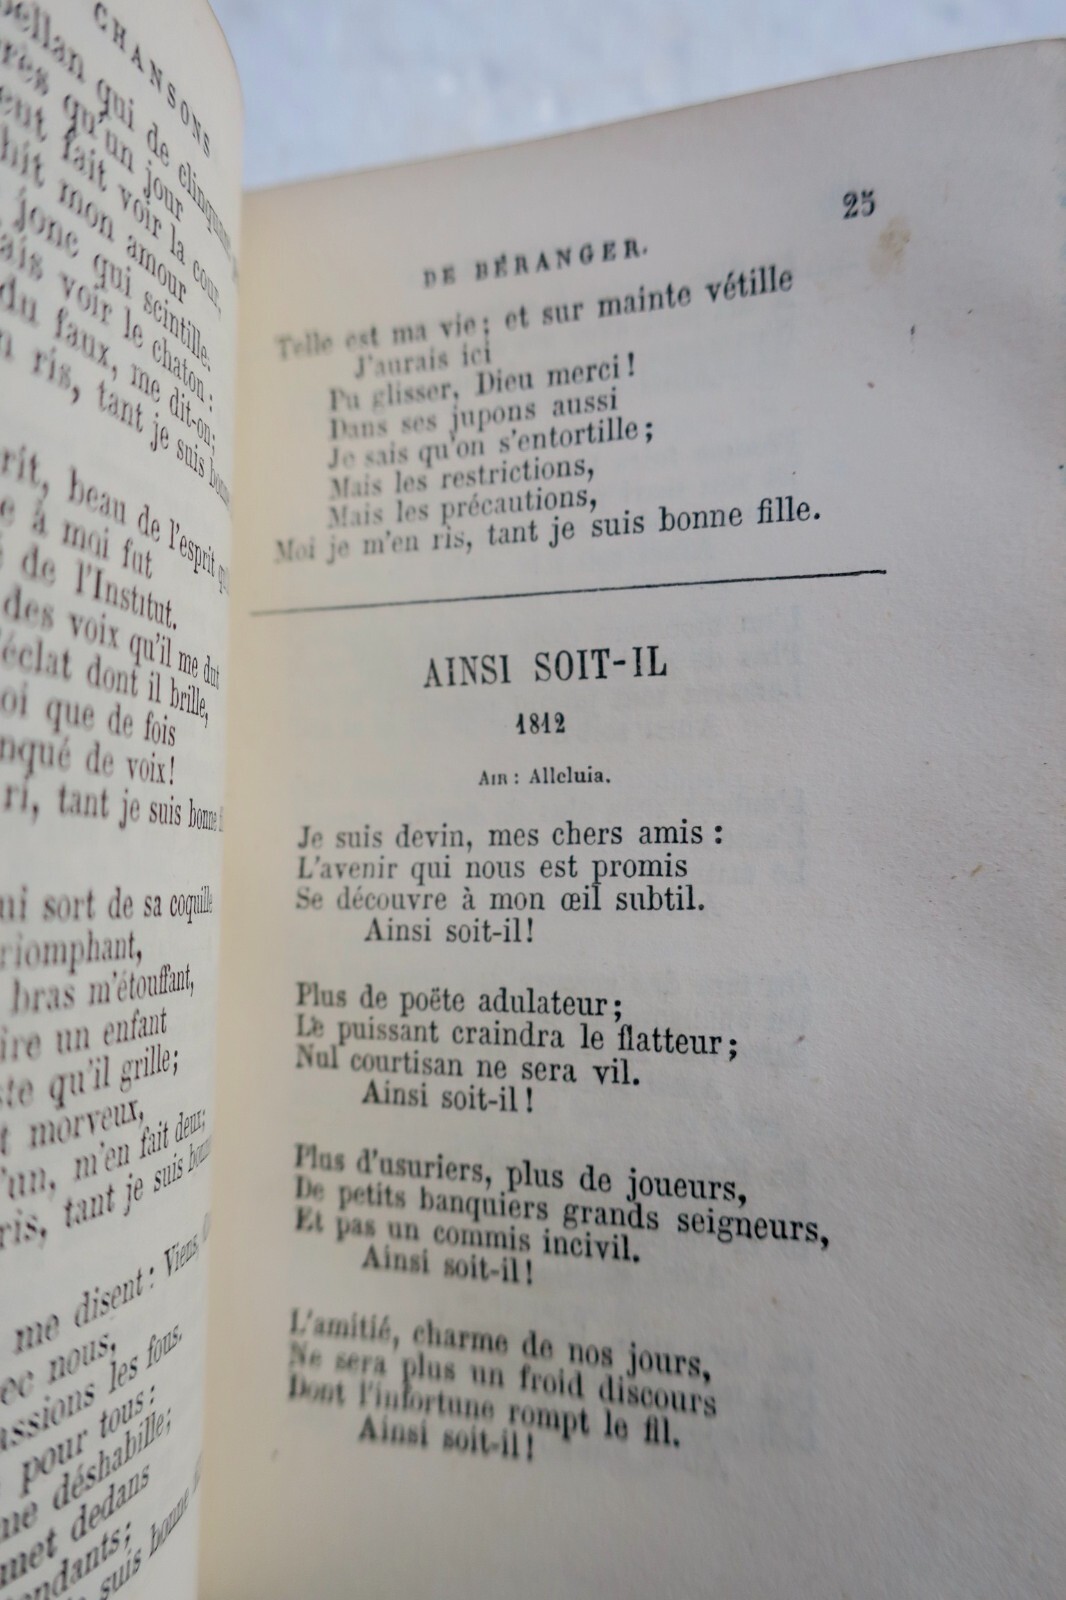 CHANSONS
qui de clinquant
qu'un jour
fait voir la cour,
mon amour
jonc qui scintille.
voir le chaton :
du faux, me dit-on;
ris, tant je suis bonne
beau de l'esprit
à moi fut
de l'Institut.
des voix qu'il me dut
éclat dont il brille,
que de fois
de voix!
tant je suis bonne
sort de sa coquille
bras m'étouffant,
un enfant
qu'il grille;
morveux,
m'en fait deux;
tant je suis bonne
me disent : Viens,
nous,
les fous.
pour tous :
déshabille;
dedans
suis bonne
DE BÉRANGER.
25
Telle est ma vie; et sur mainte vétille
J'aurais ici
Pu glisser, Dieu merci !
Dans ses jupons aussi
Je sais qu'on s'entortille ;
Mais les restrictions,
Mais les précautions,
Moi je m'en ris, tant je suis bonne fille.
AINSI SOIT-IL
1812
AIR : Alleluia.
Je suis devin, mes chers amis :
L'avenir qui nous est promis
Se découvre à mon œil subtil.
Ainsi soit-il!
Plus de poëte adulateur ;
Le puissant craindra le flatteur ;
Nul courtisan ne sera vil.
Ainsi soit-il !
Plus d'usuriers, plus de joueurs,
De petits banquiers grands seigneurs,
Et pas un commis incivil.
Ainsi soit-il!
L'amitié, charme de nos jours,
Ne sera plus un froid discours
Dont l'infortune rompt le fil.
Ainsi soit-il!